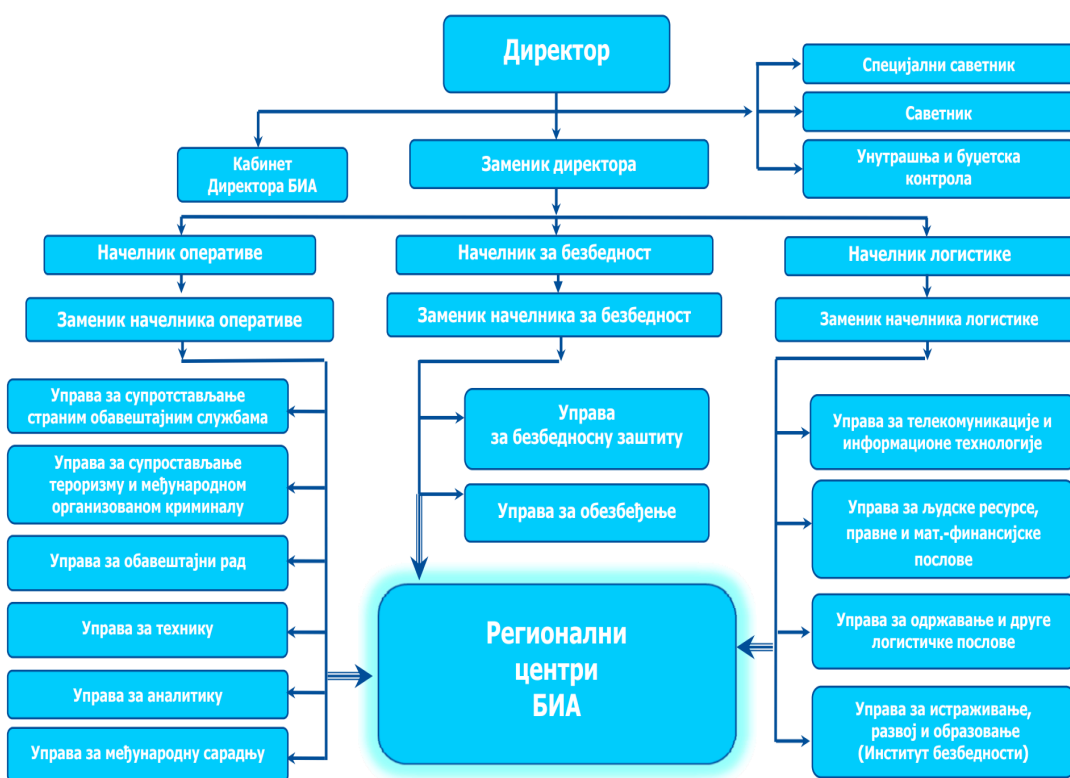 Директор
Специјални саветник
Саветник
Унутрашња и буџетска
контрола
Кабинет
Директора БИА
Заменик директора
Начелник оперативе
Начелник за безбедност
Начелник логистике
Заменик начелника оперативе
Заменик начелника за безбедност
Заменик начелника логистике
Управа за супротстављање
страним обавештајним службама
Управа за супростављање
тероризму и међународном
организованом криминалу
Управа за обавештајни рад
Управа за технику
Управа за аналитику
Управа за међународну сарадњу
Управа
за безбедносну заштиту
Управа за обезбеђење
Регионални
центри
БИА
Управа за телекомуникације и
информационе технологије
Управа за људске ресурсе,
правне и мат.-финансијске
послове
Управа за одржавање и друге
логистичке послове
Управа за истраживање,
развој и образовање
(Институт безбедности)